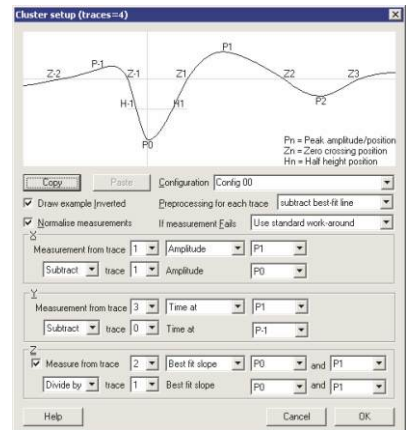 Cluster setup (traces=4)
P1
P-1
Z-2 Z-1 Z1 Z2 Z3
H-1 H1
P2
P0
Pn = Peak amplitude/position
Zn = Zero crossing position
Hn = Half height position
Copy Paste Configuration Config 00
Draw example Inverted Preprocessing for each trace subtract best-fit line
Normalise measurements If measurement Fails Use standard work-around
X
Measurement from trace 1 Amplitude P1
Subtract trace 1 Amplitude P0
Y
Measurement from trace 3 Time at P1
Subtract trace 0 Time at P-1
Z
Measure from trace 2 Best fit slope P0 and P1
Divide by trace 1 Best fit slope P0 and P1
Help Cancel OK